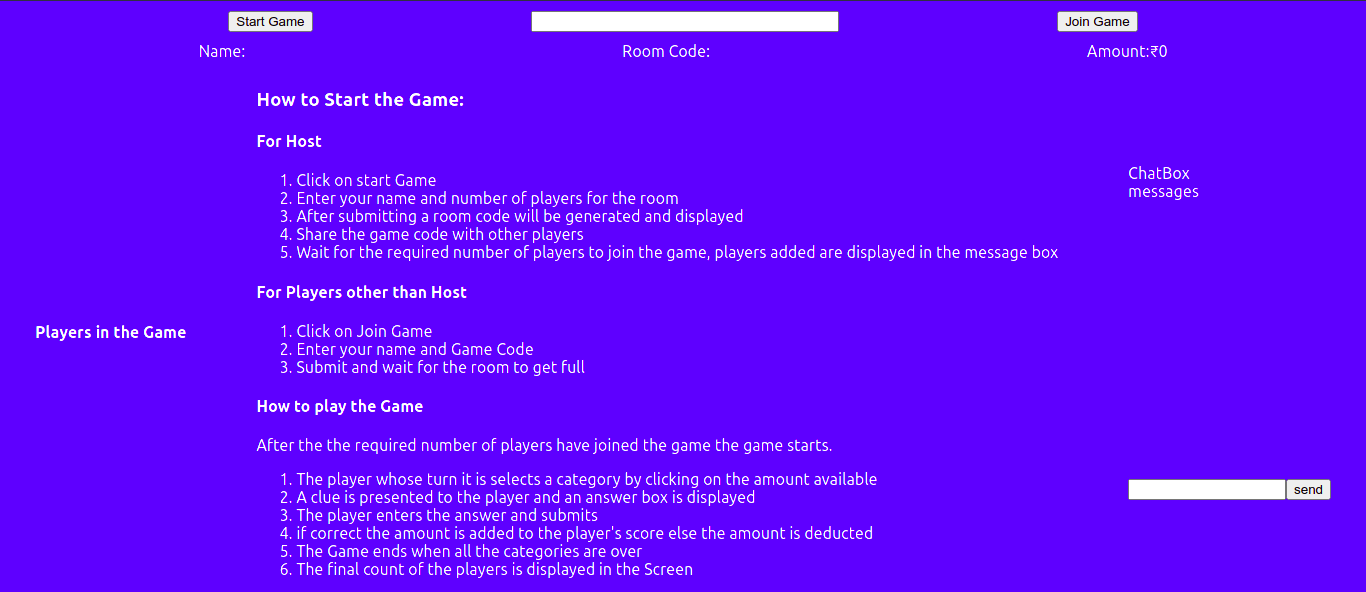 Start Game
Join Game
Name:
Room Code:
Amount:₹0
How to Start the Game:
For Host
1. Click on start Game
2. Enter your name and number of players for the room
3. After submitting a room code will be generated and displayed
4. Share the game code with other players
5. Wait for the required number of players to join the game, players added are displayed in the message box
For Players other than Host
1. Click on Join Game
2. Enter your name and Game Code
3. Submit and wait for the room to get full
How to play the Game
After the the required number of players have joined the game the game starts.
1. The player whose turn it is selects a category by clicking on the amount available
2. A clue is presented to the player and an answer box is displayed
3. The player enters the answer and submits
4. if correct the amount is added to the player's score else the amount is deducted
5. The Game ends when all the categories are over
6. The final count of the players is displayed in the Screen
Players in the Game
ChatBox
messages
send